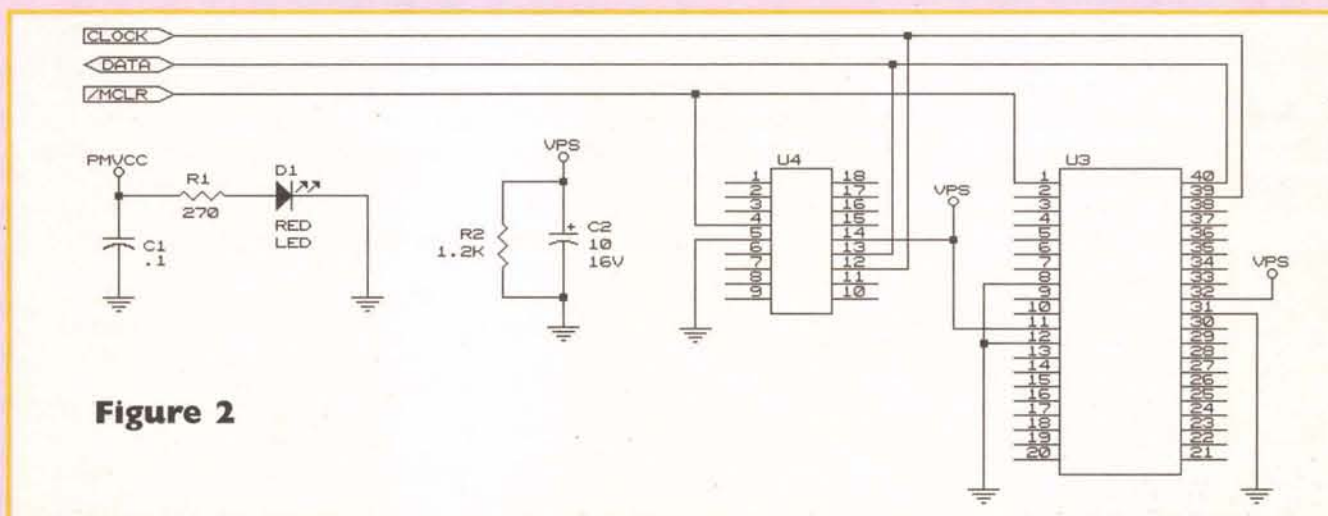 CLOCK
DATA
/MCLR
PMVCC
R1
270
D1
RED
LED
C1
.1
VPS
R2
1.2K
+
C2
10
16V
U4
1 18
2 17
3 16
4 15
5 14
6 13
7 12
8 11
9 10
VPS
U3
1 40
2 39
3 38
4 37
5 36
6 35
7 34
8 33
9 32
10 31
11 30
12 29
13 28
14 27
15 26
16 25
17 24
18 23
19 22
20 21
VPS
Figure 2